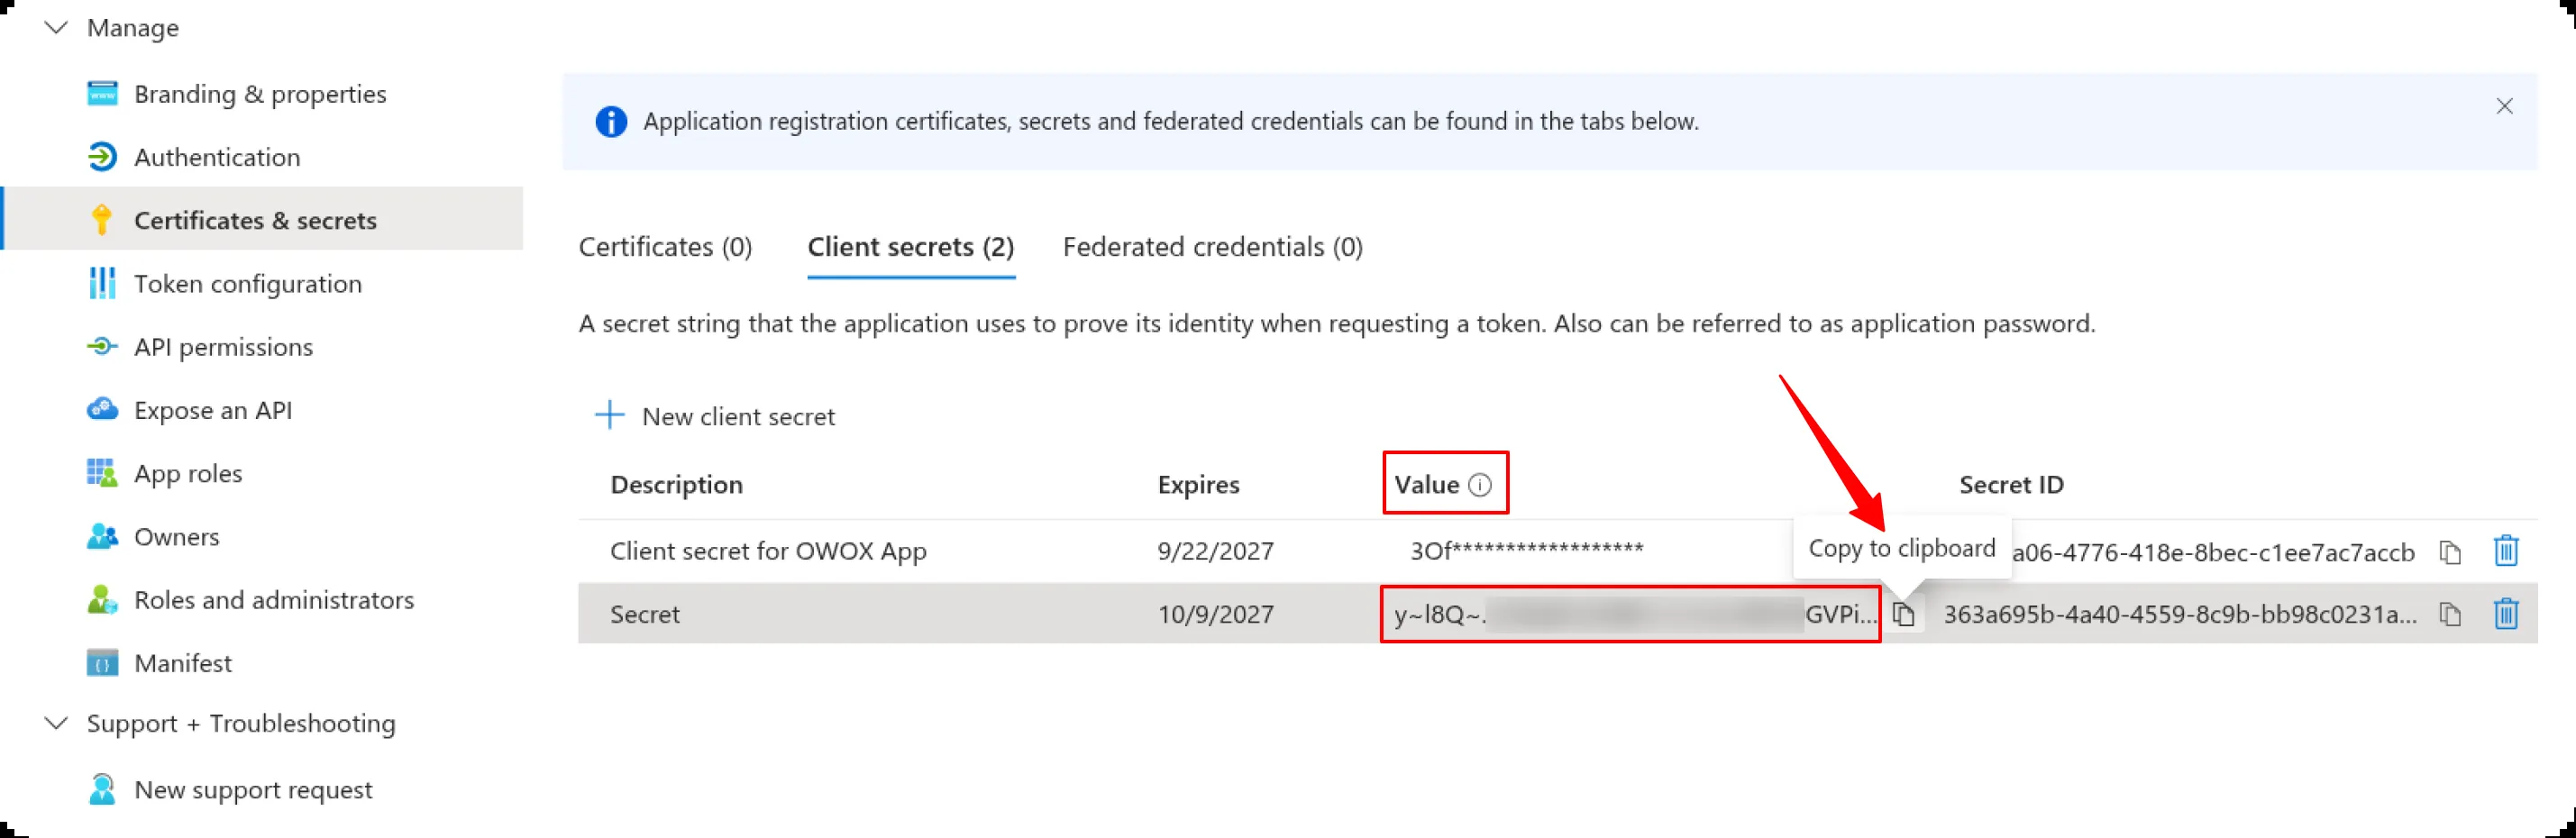 Manage
Branding & properties
Authentication
Certificates & secrets
Token configuration
API permissions
Expose an API
App roles
Owners
Roles and administrators
Manifest
Support + Troubleshooting
New support request
Application registration certificates, secrets and federated credentials can be found in the tabs below.
Certificates (0) Client secrets (2) Federated credentials (0)
A secret string that the application uses to prove its identity when requesting a token. Also can be referred to as application password.
New client secret
Description Expires Value Secret ID
Client secret for OWOX App 9/22/2027 3Of****************** Copy to clipboard a06-4776-418e-8bec-c1ee7ac7accb
Secret 10/9/2027 y~l8Q~. GVPi... 363a695b-4a40-4559-8c9b-bb98c0231a...